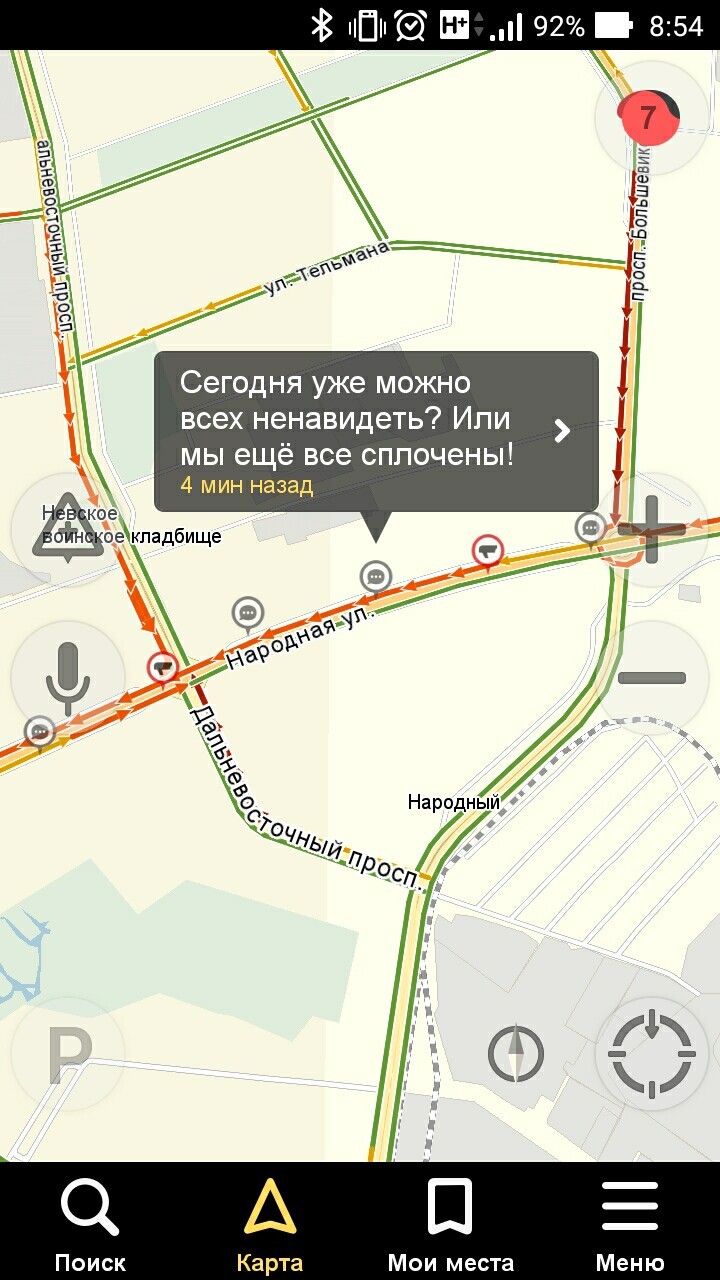 H+ 92% 8:54
7
альневосточный просп.
просп. Большевик
ул. Тельмана
Сегодня уже можно
всех ненавидеть? Или
мы ещё все сплочены!
4 мин назад
Невское
воинское кладбище
Народная ул.
Дальневосточный просп.
Народный
P
Поиск Карта Мои места Меню